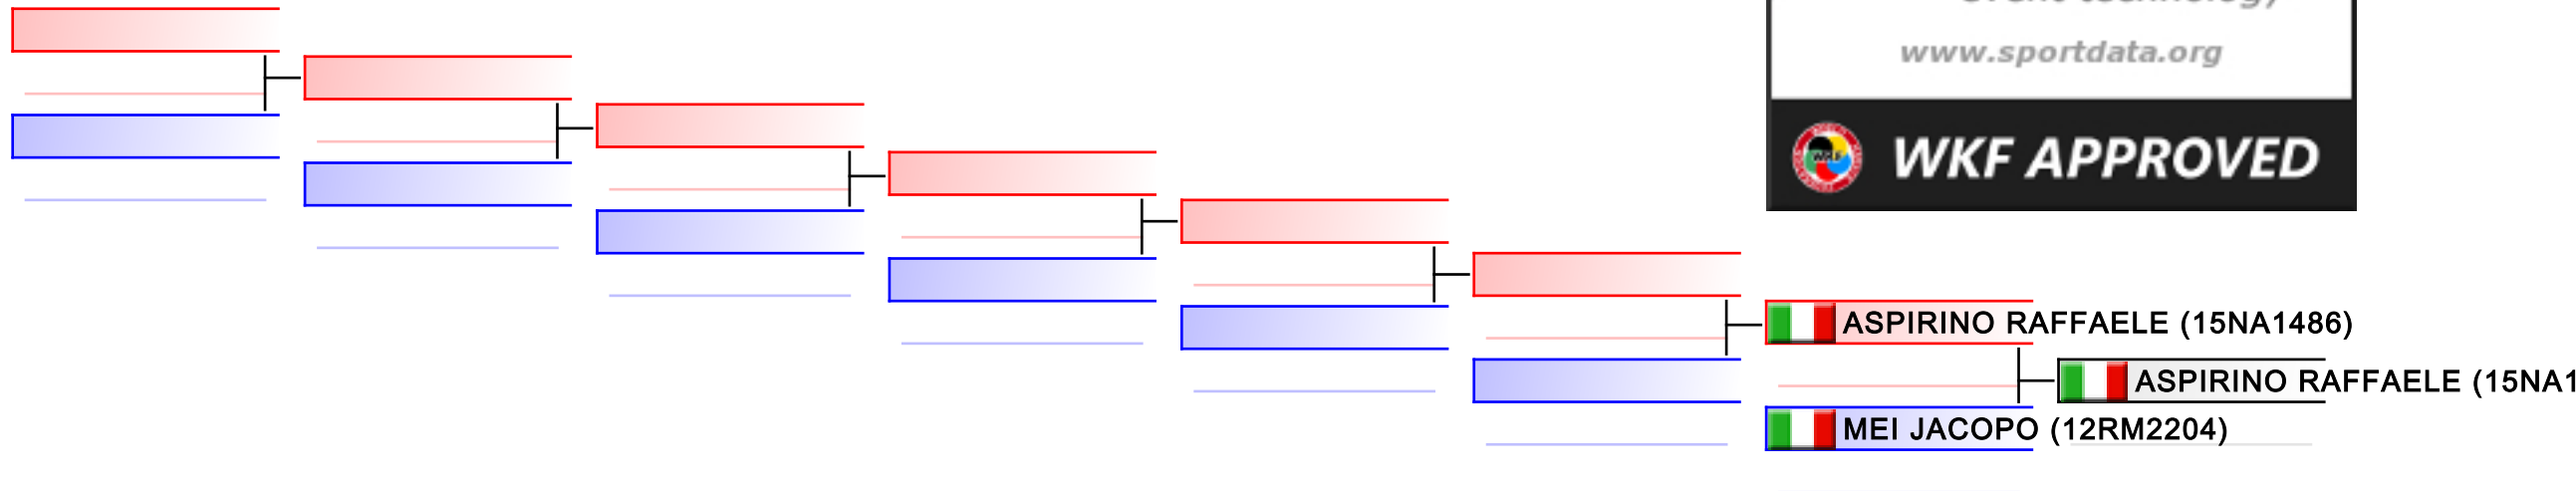 www.sportdata.org
WKF APPROVED
ASPIRINO RAFFAELE (15NA1486)
ASPIRINO RAFFAELE (15NA1
MEI JACOPO (12RM2204)